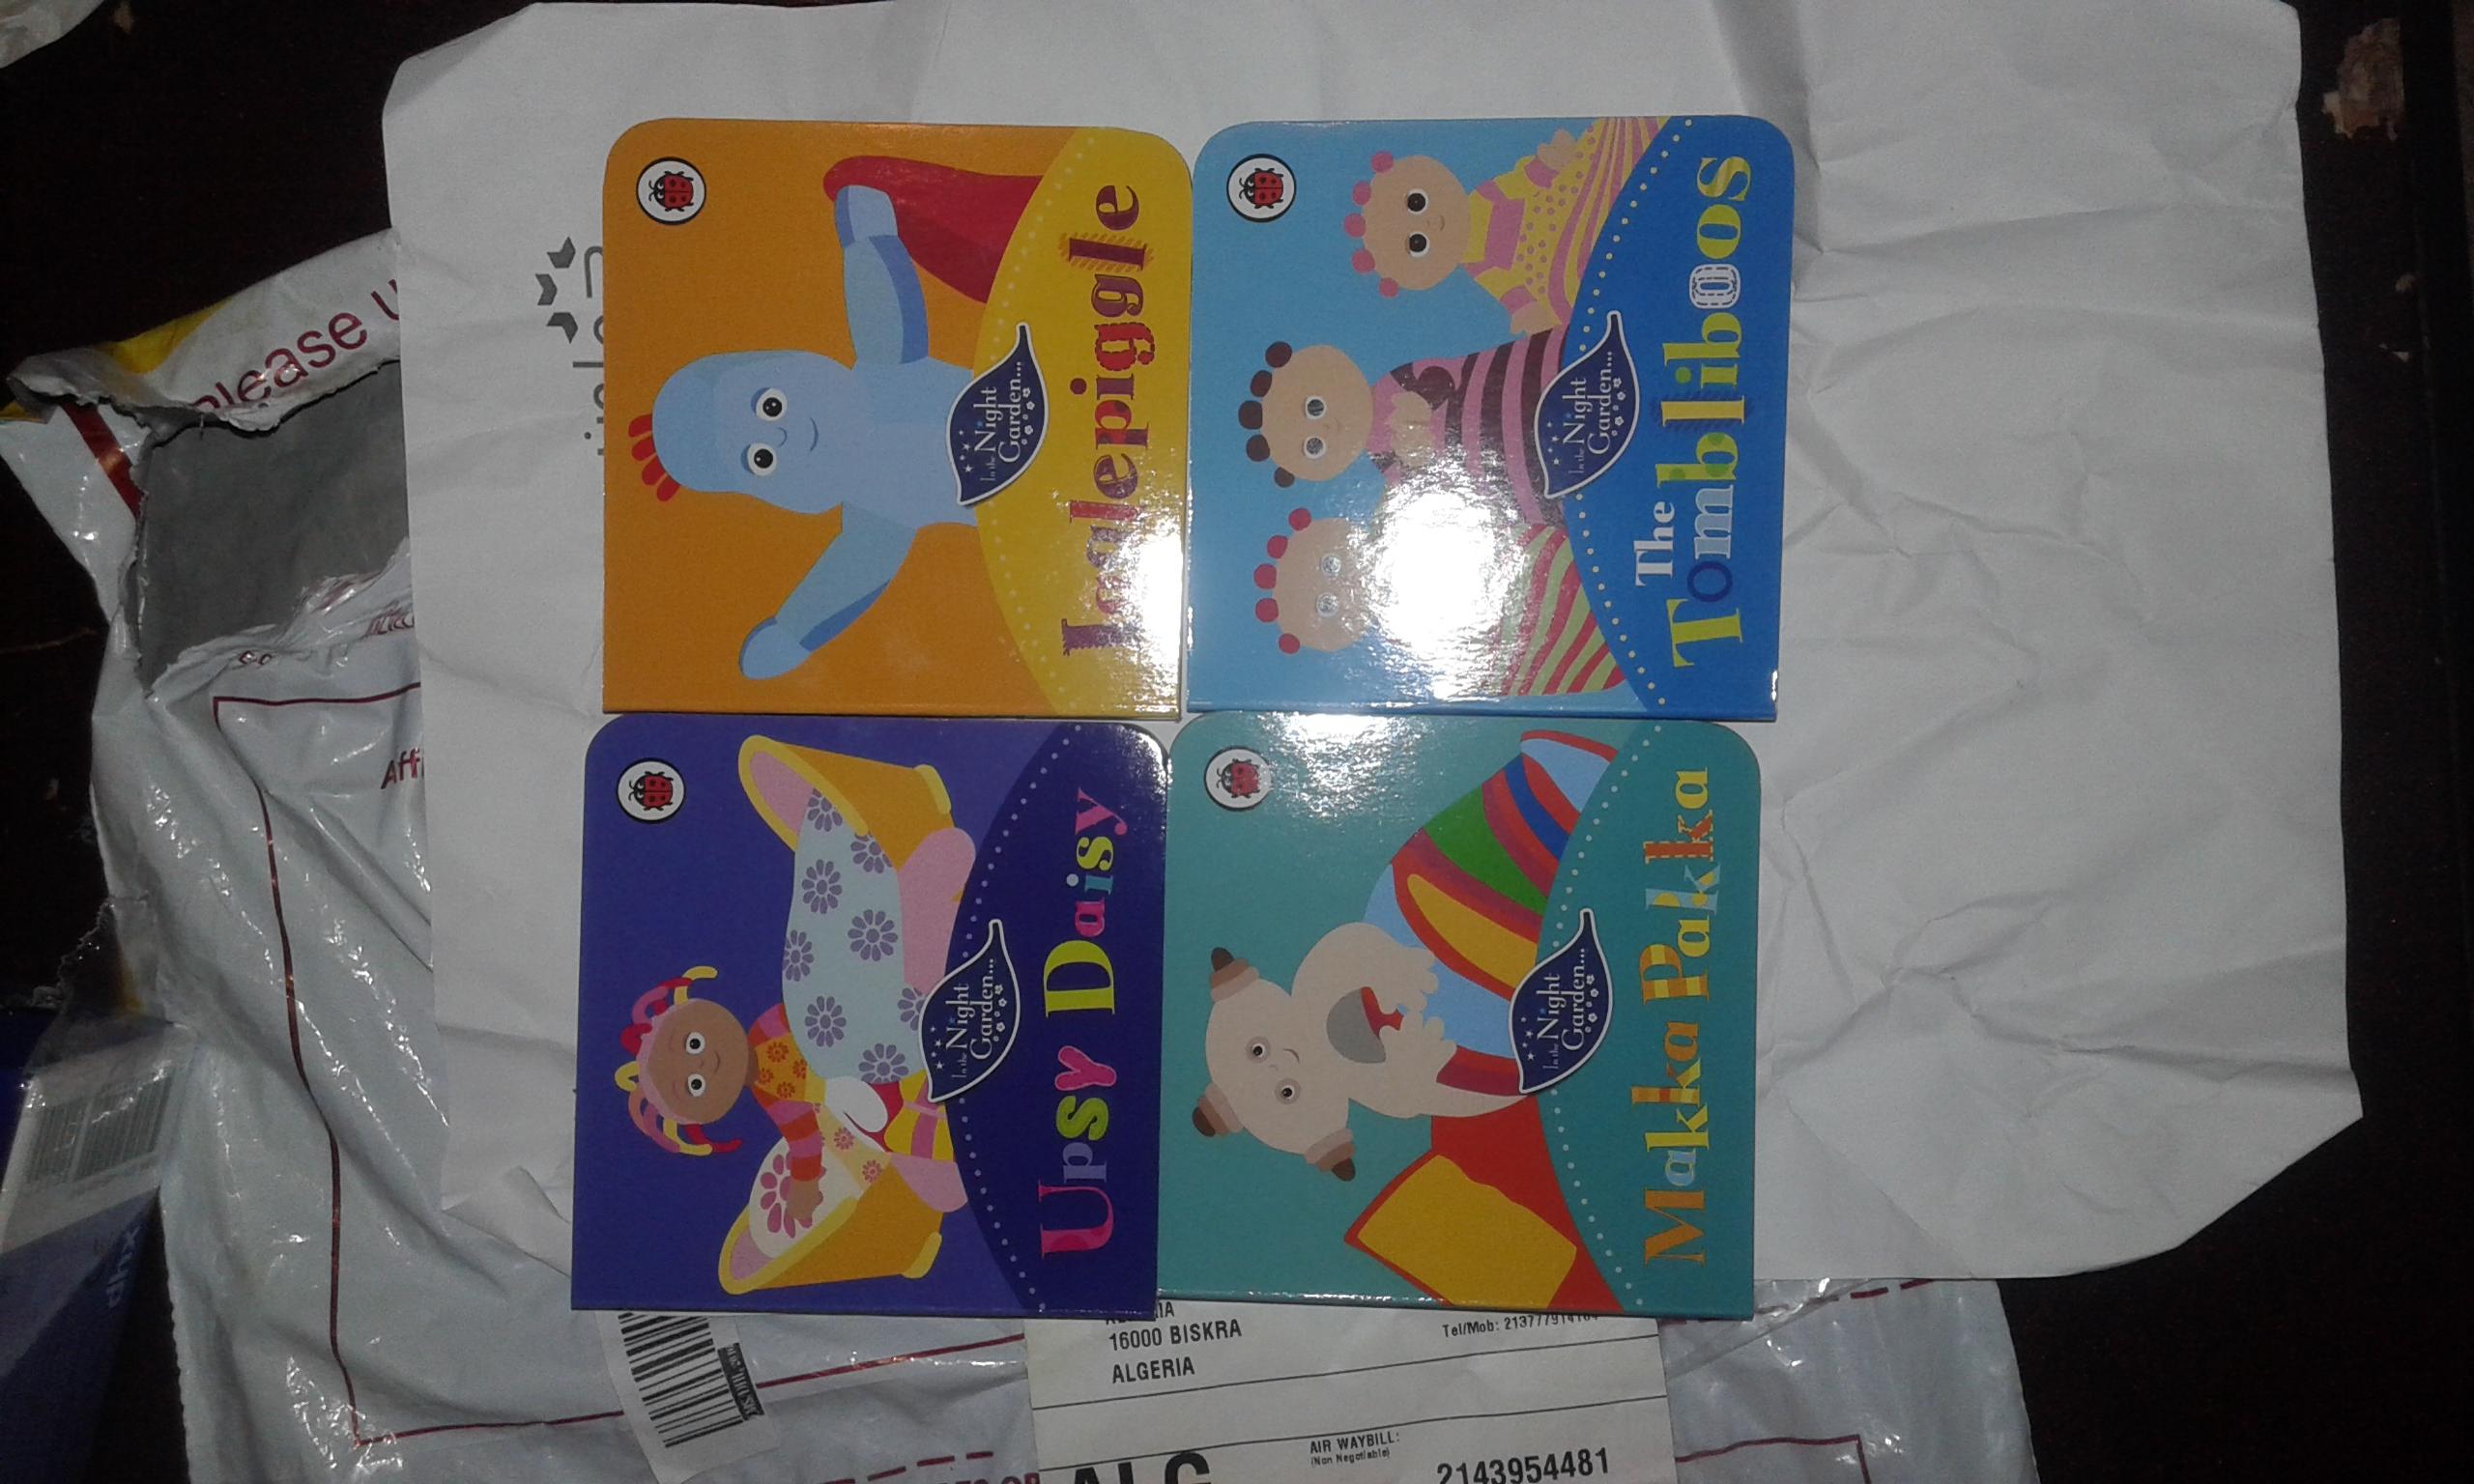 In the
Night
Garden...
Igglepiggle
In the
Night
Garden...
The
Tombliboos
In the
Night
Garden...
Upsy Daisy
In the
Night
Garden...
Makka Pakka
please
Affi
16000 BISKRA
Tel/Mob:
ALGERIA
AIR WAYBILL:
(Non Negotiable)
2143954481
ALG